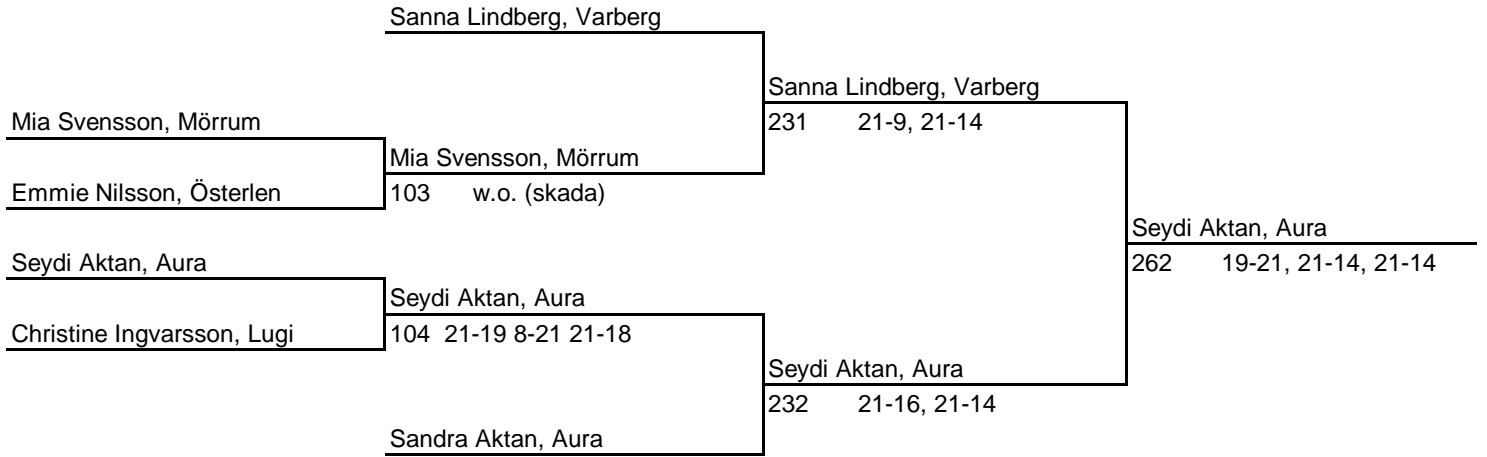 Sanna Lindberg, Varberg
Sanna Lindberg, Varberg
Mia Svensson, Mörrum
231 21-9, 21-14
Mia Svensson, Mörrum
Emmie Nilsson, Österlen
103 w.o. (skada)
Seydi Aktan, Aura
Seydi Aktan, Aura
262 19-21, 21-14, 21-14
Seydi Aktan, Aura
Christine Ingvarsson, Lugi
104 21-19 8-21 21-18
Seydi Aktan, Aura
232 21-16, 21-14
Sandra Aktan, Aura